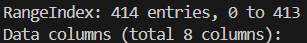 RangeIndex: 414 entries, 0 to 413
Data columns (total 8 columns):